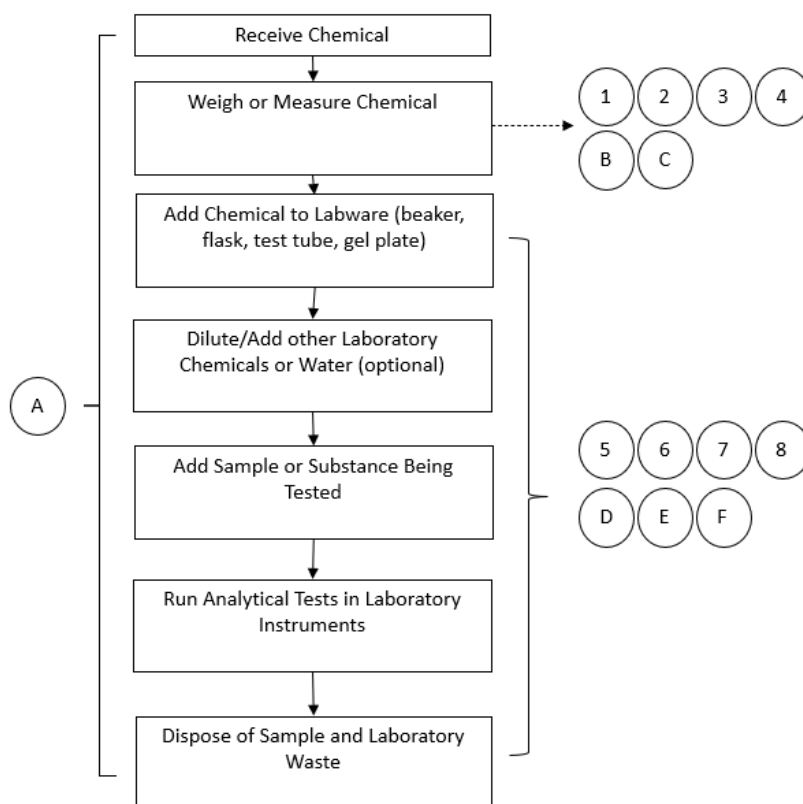 Receive Chemical
Weigh or Measure Chemical
1 2 3 4
B C
Add Chemical to Labware (beaker,
flask, test tube, gel plate)
Dilute/Add other Laboratory
Chemicals or Water (optional)
A
Add Sample or Substance Being
Tested
5 6 7 8
D E F
Run Analytical Tests in Laboratory
Instruments
Dispose of Sample and Laboratory
Waste